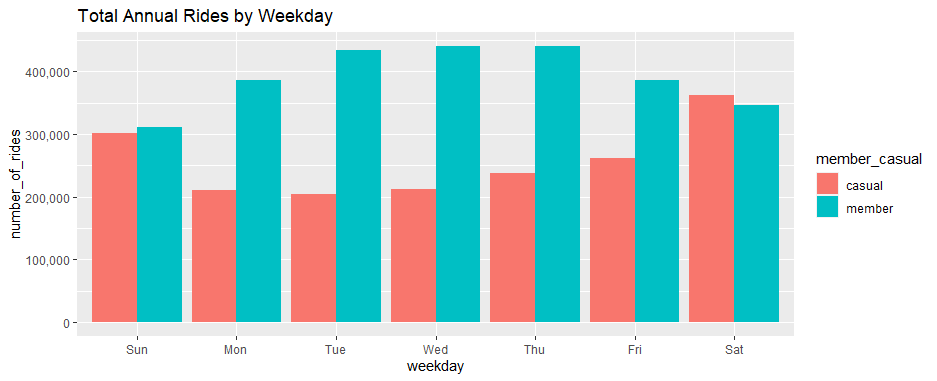 Total Annual Rides by Weekday
number_of_rides
400,000
300,000
200,000
100,000
0
Sun Mon Tue Wed Thu Fri Sat
weekday
member_casual
casual
member